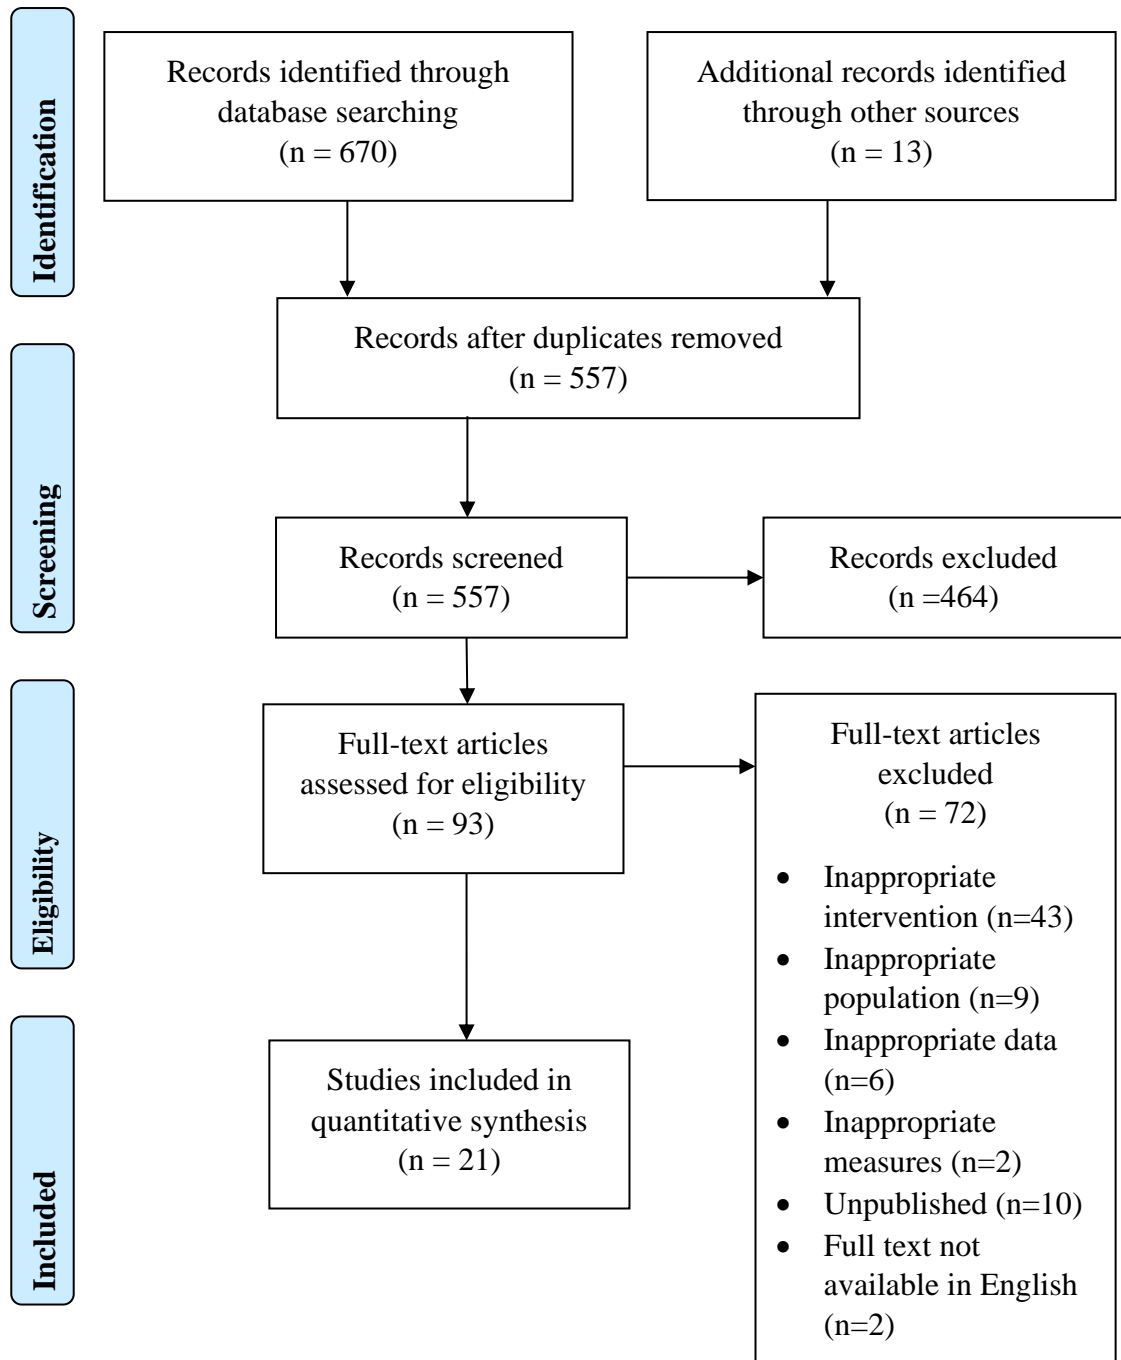 Identification
Records identified through
database searching
(n = 670)
Additional records identified
through other sources
(n = 13)
Records after duplicates removed
(n = 557)
Screening
Records screened
(n = 557)
Records excluded
(n =464)
Eligibility
Full-text articles
assessed for eligibility
(n = 93)
Full-text articles
excluded
(n = 72)
• Inappropriate
intervention (n=43)
• Inappropriate
population (n=9)
• Inappropriate data
(n=6)
• Inappropriate
measures (n=2)
• Unpublished (n=10)
• Full text not
available in English
(n=2)
Included
Studies included in
quantitative synthesis
(n = 21)